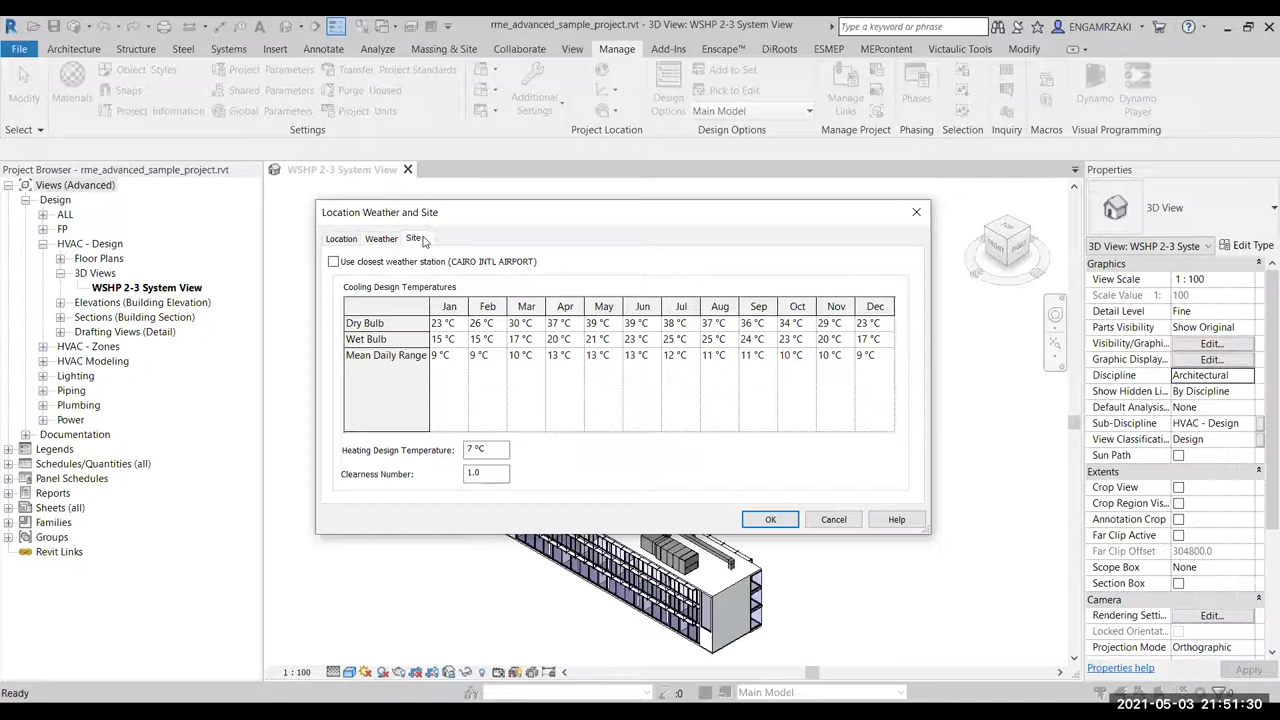 rme_advanced_sample_project.rvt - 3D View: WSHP 2-3 System View
Type a keyword or phrase
ENGAMRZAKI
File Architecture Structure Steel Systems Insert Annotate Analyze Massing & Site Collaborate View Manage Add-Ins Enscape™ DiRoots ESMEP MEPcontent Victaulic Tools Modify
Modify
Materials
Object Styles
Snaps
Project Information
Project Parameters
Shared Parameters
Global Parameters
Transfer Project Standards
Purge Unused
Project Units
Additional Settings
Design Options
Add to Set
Pick to Edit
Main Model
Manage Links
Phases
Dynamo
Dynamo Player
Select Settings Project Location Design Options Manage Project Phasing Selection Inquiry Macros Visual Programming
Project Browser - rme_advanced_sample_project.rvt
Views (Advanced)
Design
ALL
FP
HVAC - Design
Floor Plans
3D Views
WSHP 2-3 System View
Elevations (Building Elevation)
Sections (Building Section)
Drafting Views (Detail)
HVAC - Zones
HVAC Modeling
Lighting
Piping
Plumbing
Power
Documentation
Legends
Schedules/Quantities (all)
Panel Schedules
Reports
Sheets (all)
Families
Groups
Revit Links
WSHP 2-3 System View
Location Weather and Site
Location Weather Site
Use closest weather station (CAIRO INTL AIRPORT)
Cooling Design Temperatures
Jan Feb Mar Apr May Jun Jul Aug Sep Oct Nov Dec
Dry Bulb 23 °C 26 °C 30 °C 37 °C 39 °C 39 °C 38 °C 37 °C 36 °C 34 °C 29 °C 23 °C
Wet Bulb 15 °C 15 °C 17 °C 20 °C 21 °C 23 °C 25 °C 25 °C 24 °C 23 °C 20 °C 17 °C
Mean Daily Range 9 °C 9 °C 10 °C 13 °C 13 °C 13 °C 12 °C 11 °C 11 °C 10 °C 10 °C 9 °C
Heating Design Temperature: 7 °C
Clearness Number: 1.0
OK Cancel Help
FRONT RIGHT
Properties
3D View
3D View: WSHP 2-3 Syste Edit Type
Graphics
View Scale 1 : 100
Scale Value 1: 100
Detail Level Fine
Parts Visibility Show Original
Visibility/Graphi... Edit...
Graphic Display... Edit...
Discipline Architectural
Show Hidden Li... By Discipline
Default Analysis... None
Sub-Discipline HVAC - Design
View Classificati... Design
Sun Path
Extents
Crop View
Crop Region Vis...
Annotation Crop
Far Clip Active
Far Clip Offset 304800.0
Scope Box None
Section Box
Camera
Rendering Setti... Edit...
Locked Orientat...
Projection Mode Orthographic
Properties help Apply
1 : 100
Ready
:0
Main Model
2021-05-03 21:51:30